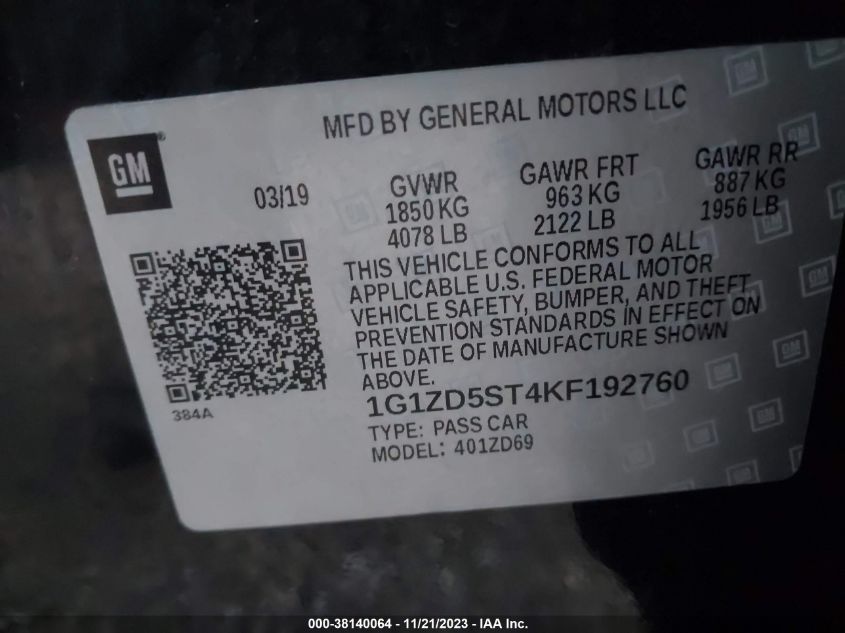 MFD BY GENERAL MOTORS LLC
GM®
03/19
GVWR
1850 KG
4078 LB
GAWR FRT
963 KG
2122 LB
GAWR RR
887 KG
1956 LB
THIS VEHICLE CONFORMS TO ALL
APPLICABLE U.S. FEDERAL MOTOR
VEHICLE SAFETY, BUMPER, AND THEFT
PREVENTION STANDARDS IN EFFECT ON
THE DATE OF MANUFACTURE SHOWN
ABOVE.
384A
1G1ZD5ST4KF192760
TYPE: PASS CAR
MODEL: 401ZD69
000-38140064 - 11/21/2023 - IAA Inc.